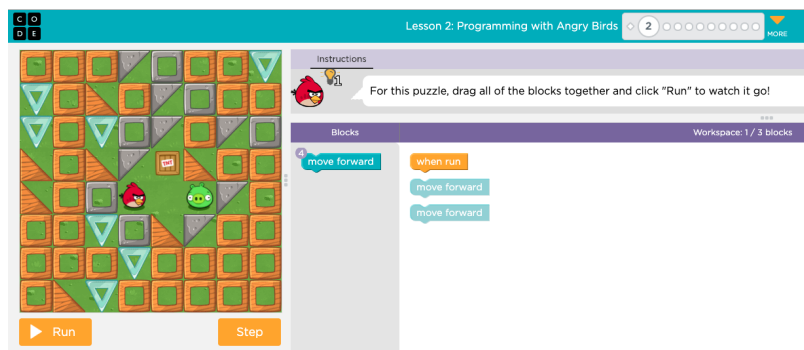 C O
D E
Lesson 2: Programming with Angry Birds
2
MORE
Instructions
1
For this puzzle, drag all of the blocks together and click "Run" to watch it go!
Blocks
Workspace: 1 / 3 blocks
4
move forward
when run
move forward
move forward
TNT
Run
Step